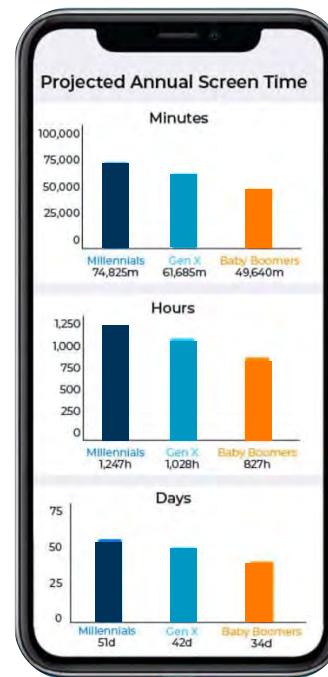 Projected Annual Screen Time
Minutes
100,000
75,000
50,000
25,000
0
Millennials Gen X Baby Boomers
74,825m 61,685m 49,640m
Hours
1,250
1,000
750
500
250
0
Millennials Gen X Baby Boomers
1,247h 1,028h 827h
Days
75
50
25
0
Millennials Gen X Baby Boomers
51d 42d 34d